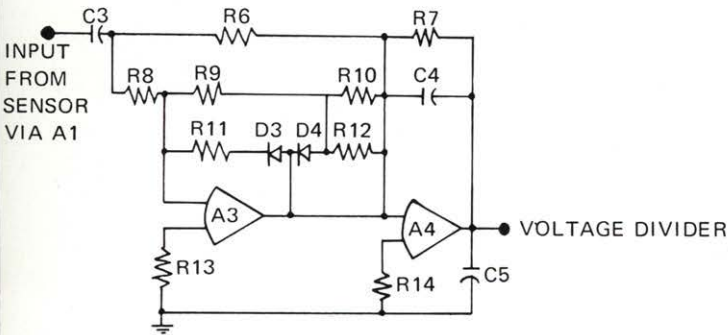 C3
R6
R7
INPUT
FROM
SENSOR
VIA A1
R8
R9
R10
C4
R11
D3
D4
R12
A3
A4
VOLTAGE DIVIDER
R13
R14
C5